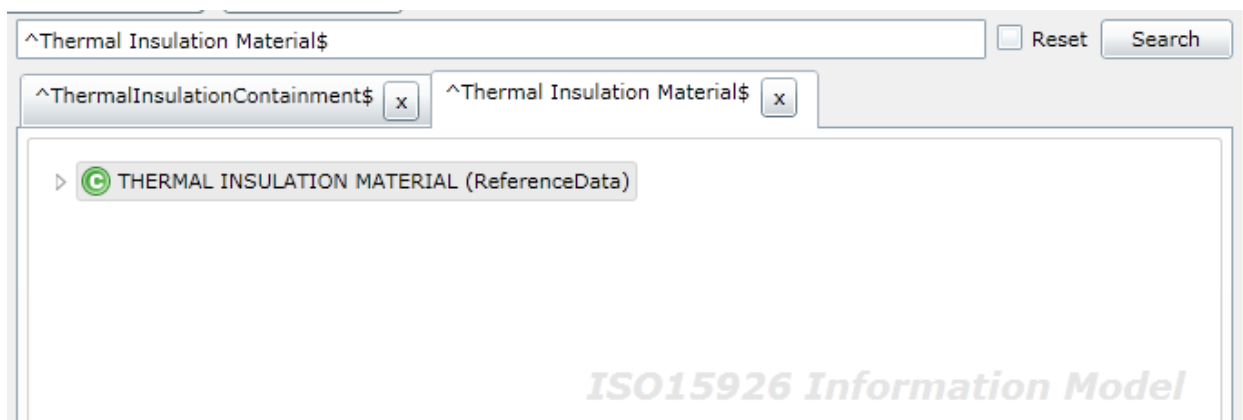 ^Thermal Insulation Material$ Reset Search
^ThermalInsulationContainment$ x ^Thermal Insulation Material$ x
C THERMAL INSULATION MATERIAL (ReferenceData)
ISO15926 Information Model